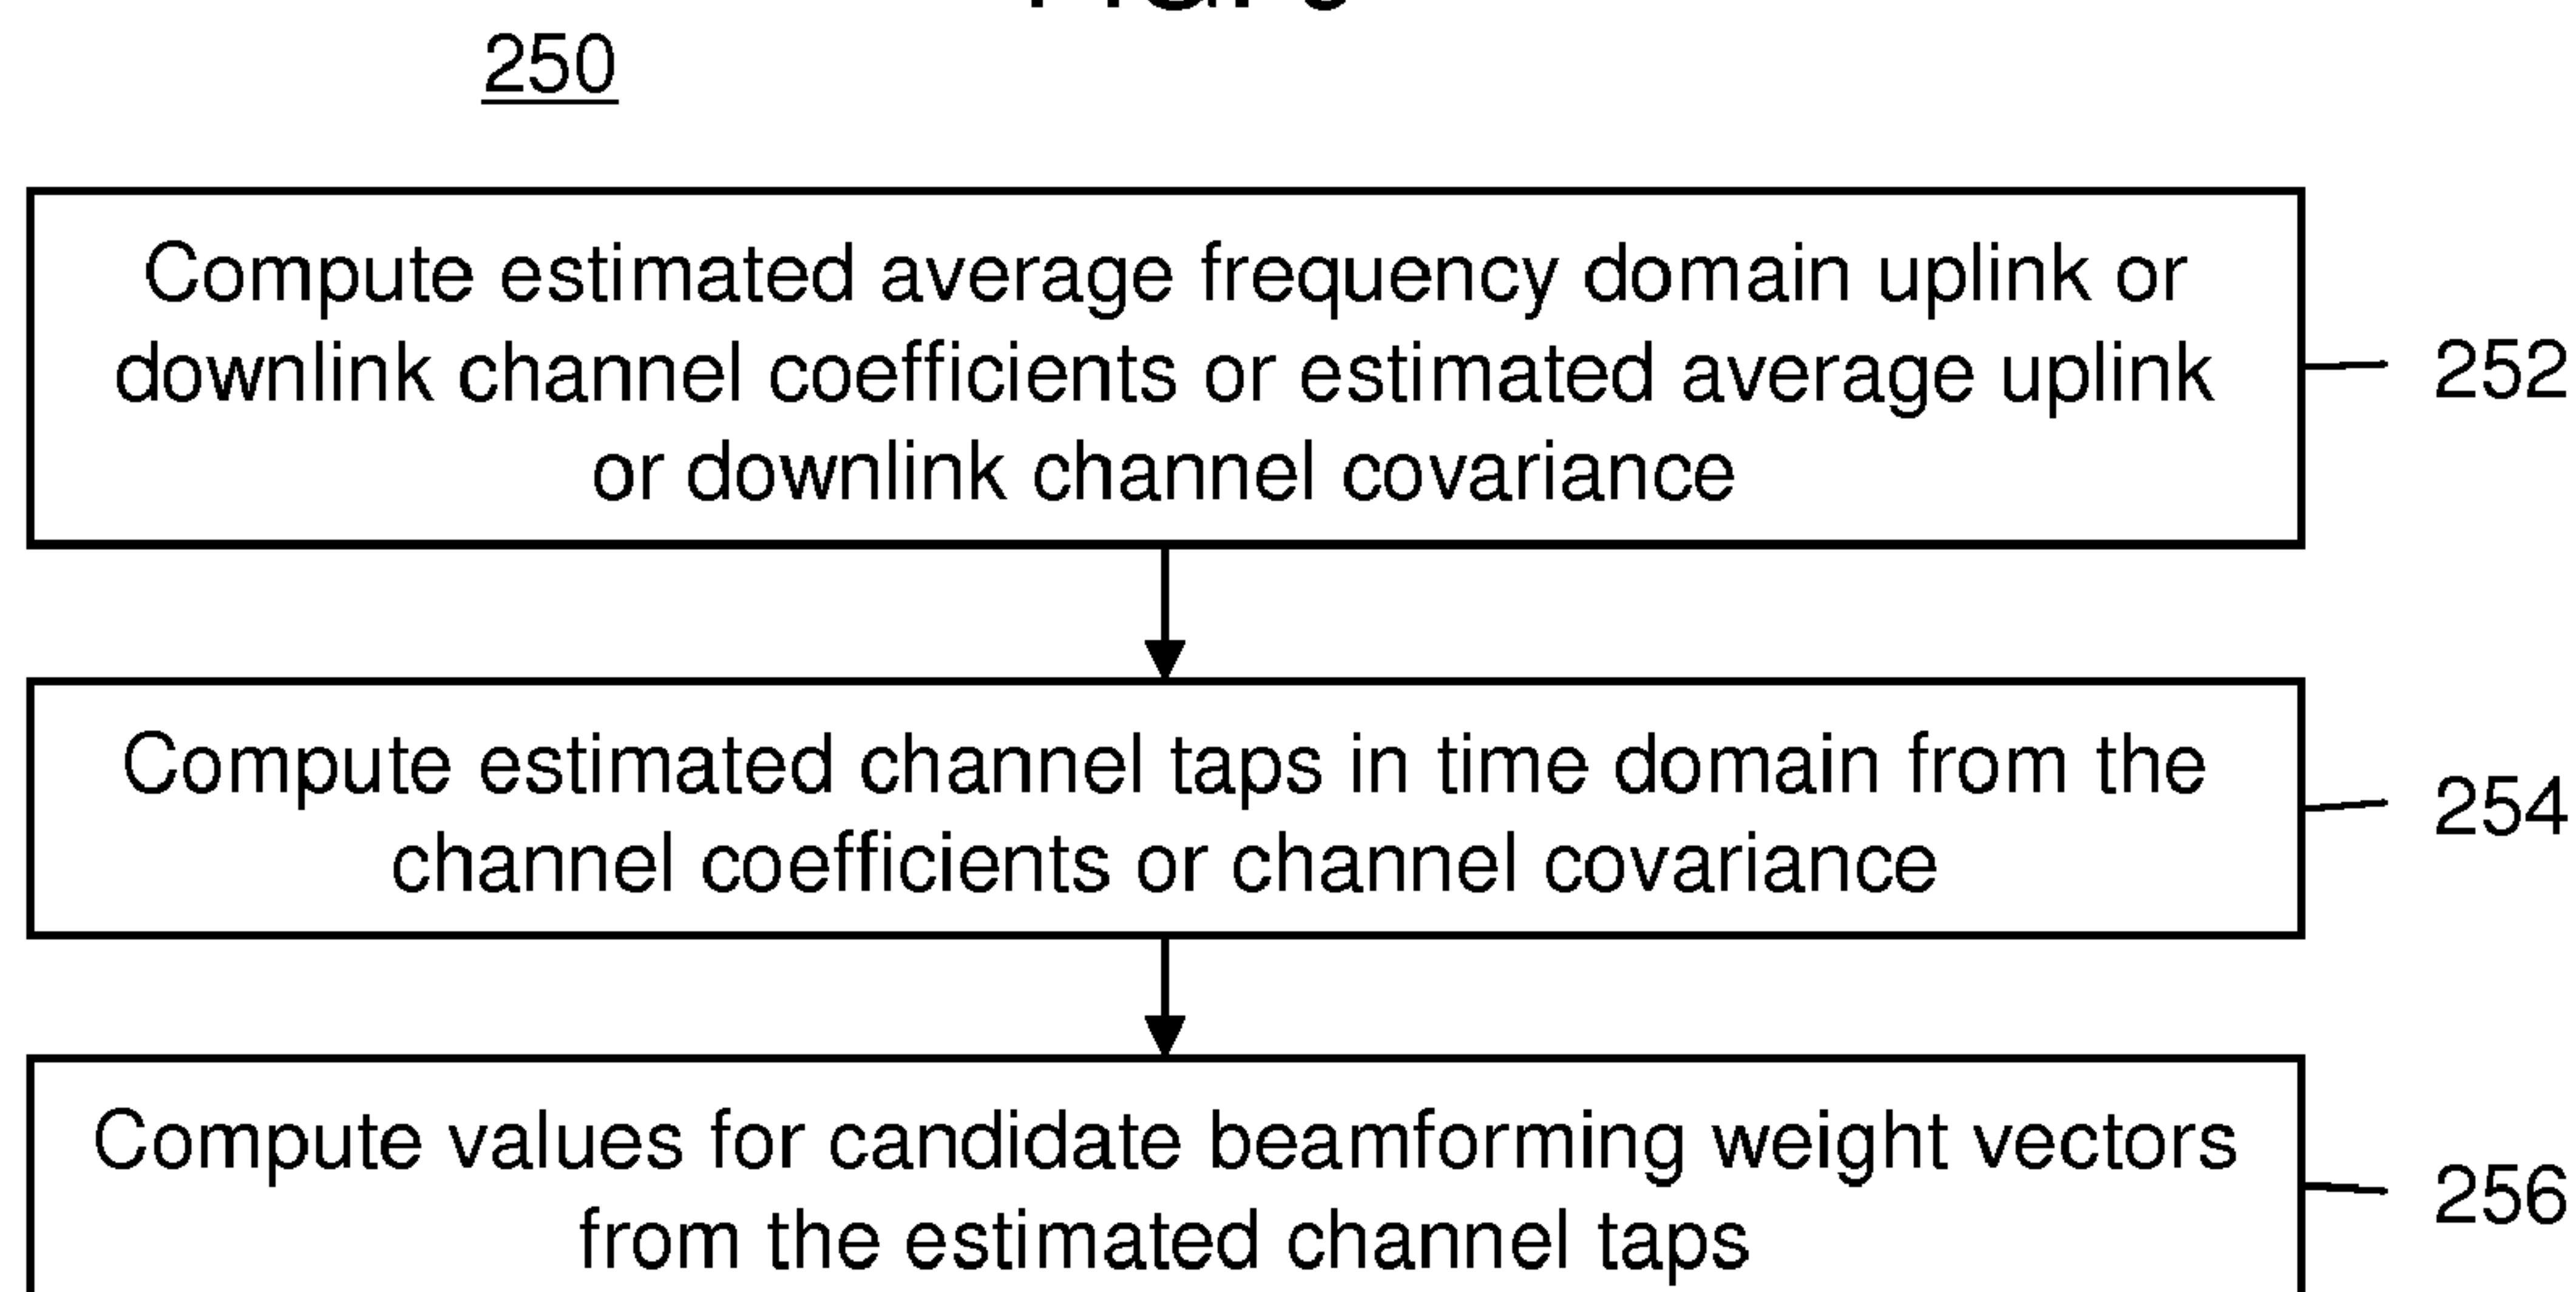 250
Compute estimated average frequency domain uplink or
downlink channel coefficients or estimated average uplink
or downlink channel covariance
252
Compute estimated channel taps in time domain from the
channel coefficients or channel covariance
254
Compute values for candidate beamforming weight vectors
from the estimated channel taps
256